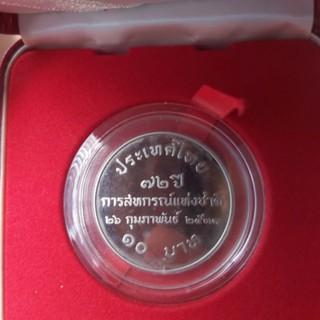 ประเทศไทย
๗๒ ปี
การสหกรณ์แห่งชาติ
๒๖ กุมภาพันธ์
๑๐ บาท